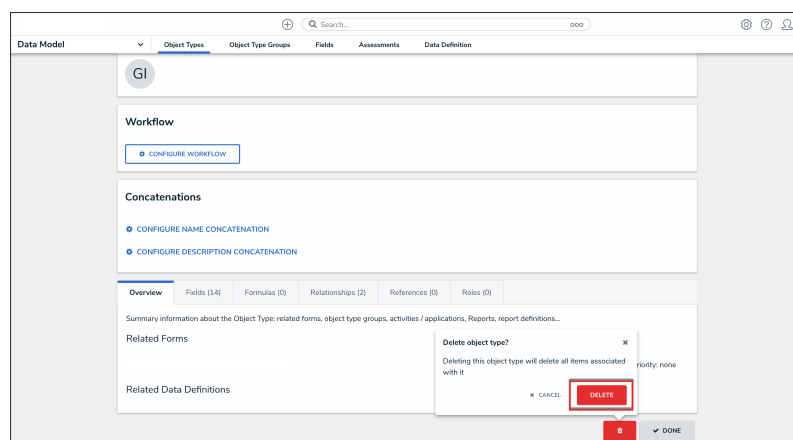 Search...
ooo
Data Model
Object Types
Object Type Groups
Fields
Assessments
Data Definition
GI
Workflow
CONFIGURE WORKFLOW
Concatenations
CONFIGURE NAME CONCATENATION
CONFIGURE DESCRIPTION CONCATENATION
Overview
Fields (14)
Formulas (0)
Relationships (2)
References (0)
Roles (0)
Summary information about the Object Type: related forms, object type groups, activities / applications, Reports, report definitions...
Related Forms
Delete object type?
Deleting this object type will delete all items associated
with it
riority: none
CANCEL
DELETE
Related Data Definitions
DONE